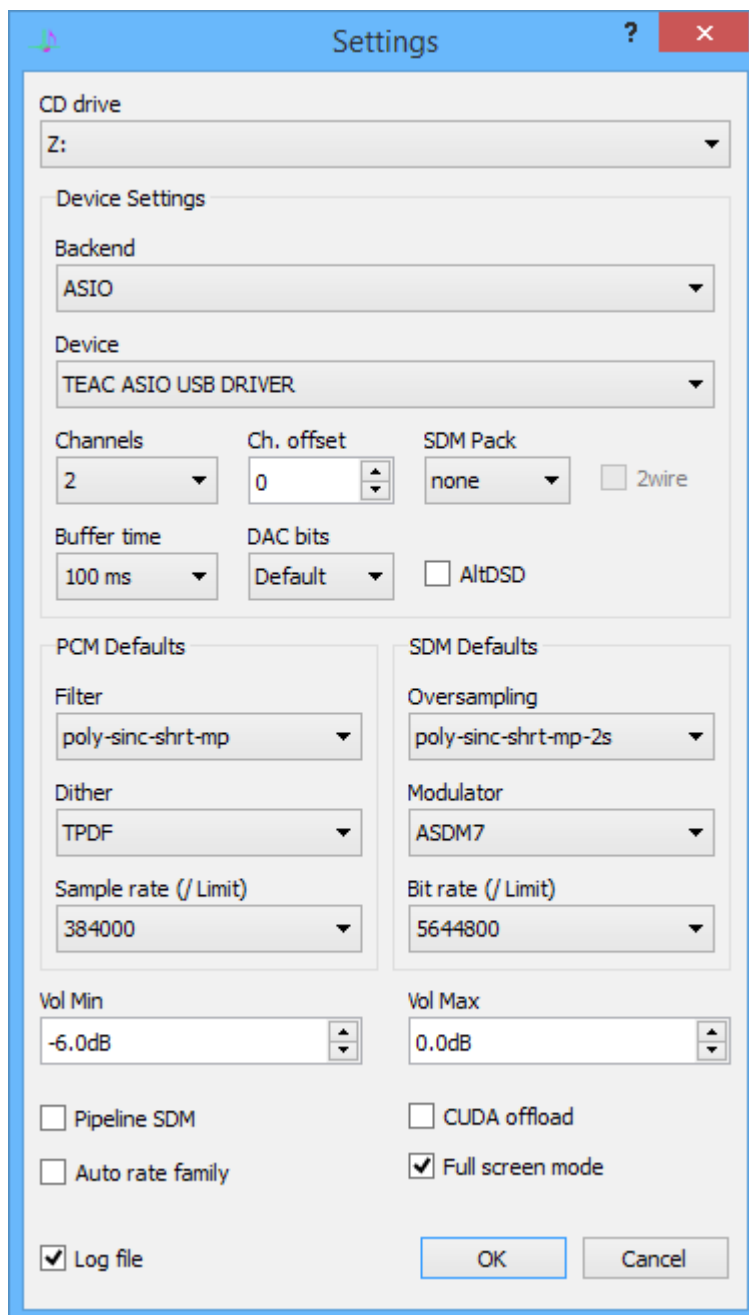 Settings
?
CD drive
Z:
Device Settings
Backend
ASIO
Device
TEAC ASIO USB DRIVER
Channels Ch. offset SDM Pack
2 0 none 2wire
Buffer time DAC bits
100 ms Default AltDSD
PCM Defaults
Filter
poly-sinc-shrt-mp
Dither
TPDF
Sample rate (/ Limit)
384000
SDM Defaults
Oversampling
poly-sinc-shrt-mp-2s
Modulator
ASDM7
Bit rate (/ Limit)
5644800
Vol Min Vol Max
-6.0dB 0.0dB
Pipeline SDM CUDA offload
Auto rate family Full screen mode
Log file OK Cancel